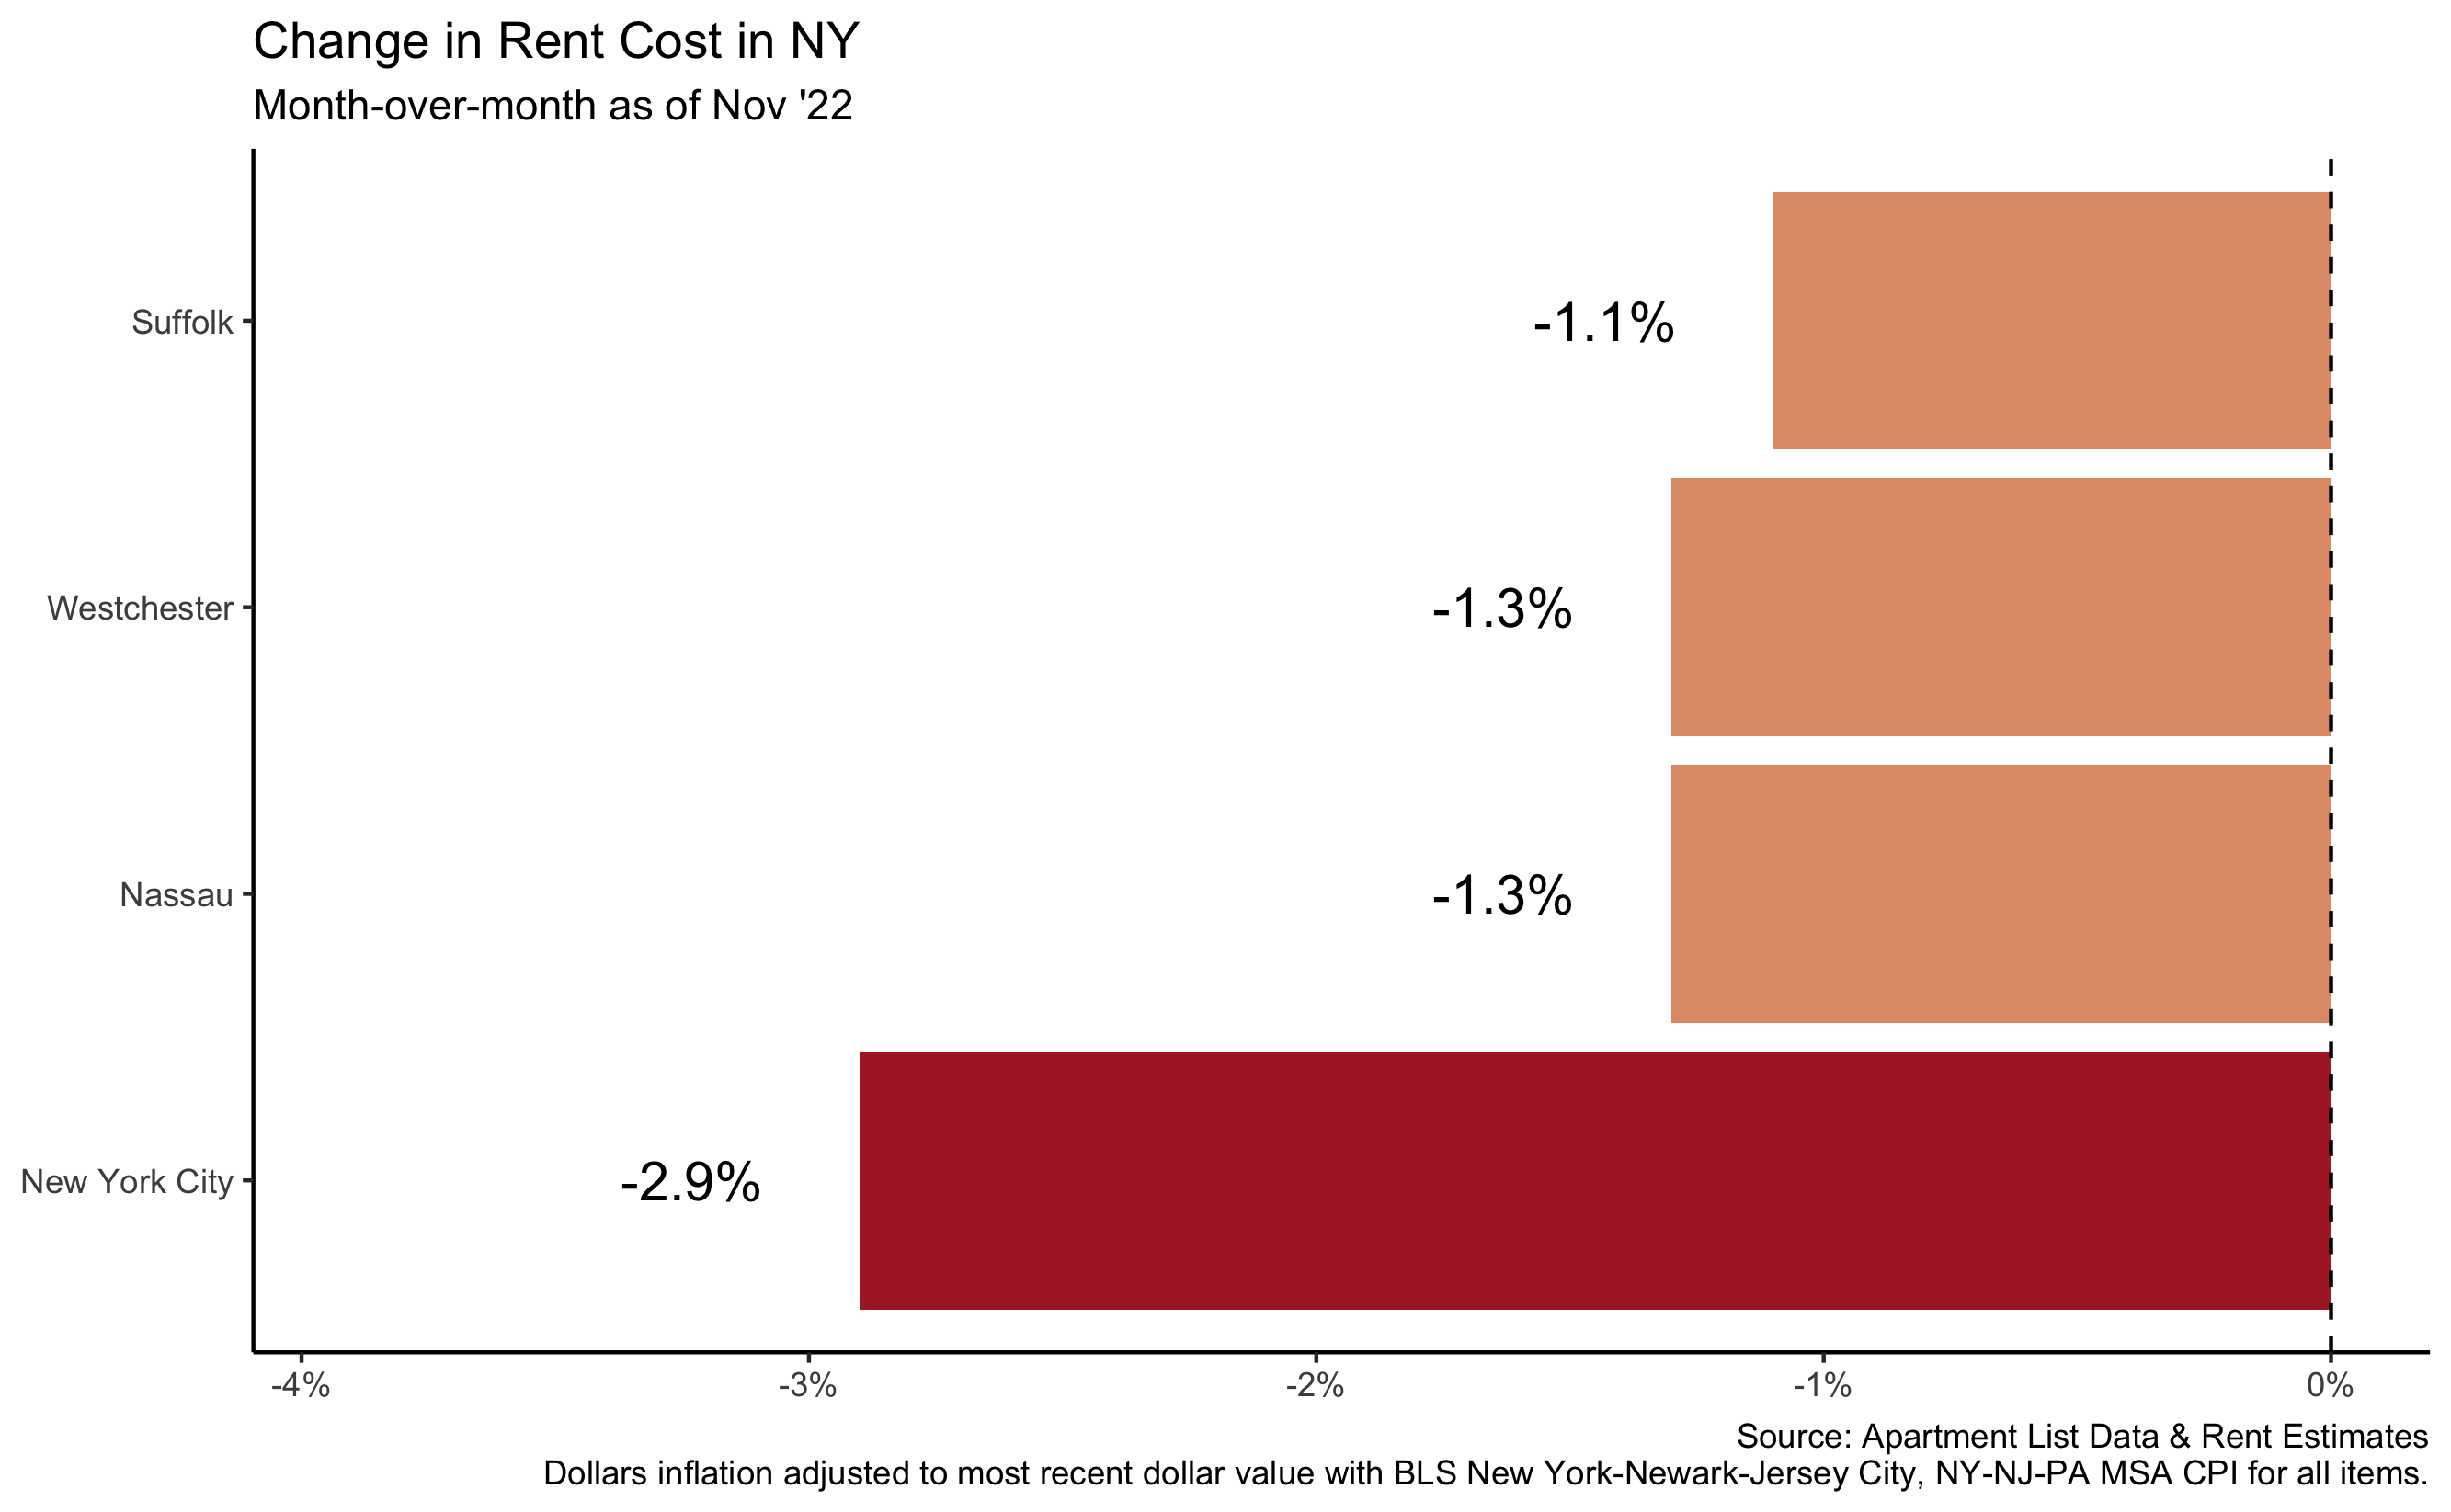 Change in Rent Cost in NY
Month-over-month as of Nov '22
Suffolk
-1.1%
Westchester
-1.3%
Nassau
-1.3%
New York City
-2.9%
-4%
-3%
-2%
-1%
0%
Source: Apartment List Data & Rent Estimates
Dollars inflation adjusted to most recent dollar value with BLS New York-Newark-Jersey City, NY-NJ-PA MSA CPI for all items.